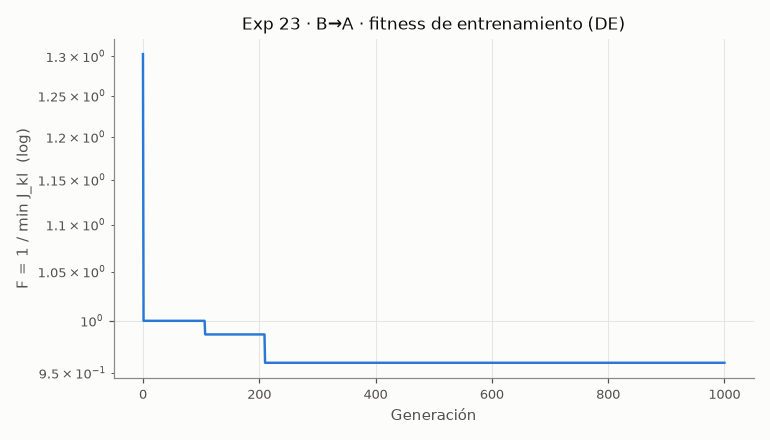 Exp 23 · B→A · fitness de entrenamiento (DE)
F = 1 / min J_kl (log)
1.3 × 10⁰
1.25 × 10⁰
1.2 × 10⁰
1.15 × 10⁰
1.1 × 10⁰
1.05 × 10⁰
10⁰
9.5 × 10⁻¹
0 200 400 600 800 1000
Generación